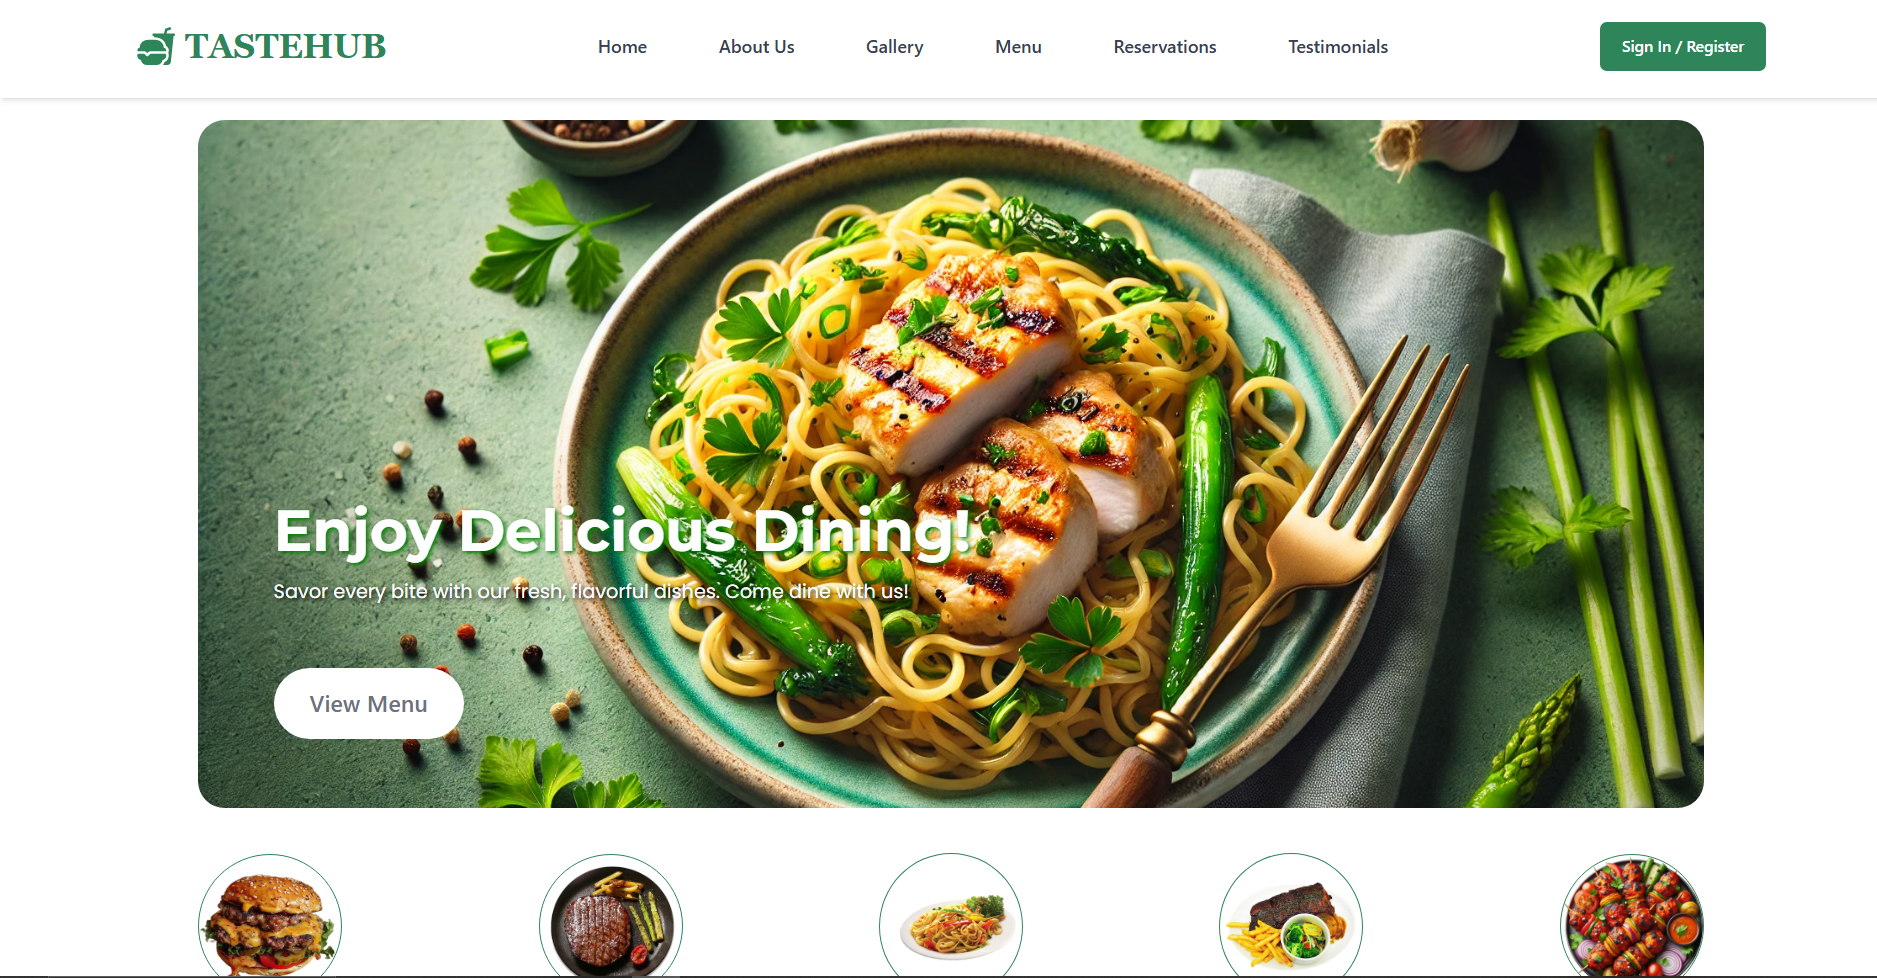 TASTEHUB
Home
About Us
Gallery
Menu
Reservations
Testimonials
Sign In / Register
Enjoy Delicious Dining!
Savor every bite with our fresh, flavorful dishes. Come dine with us!
View Menu